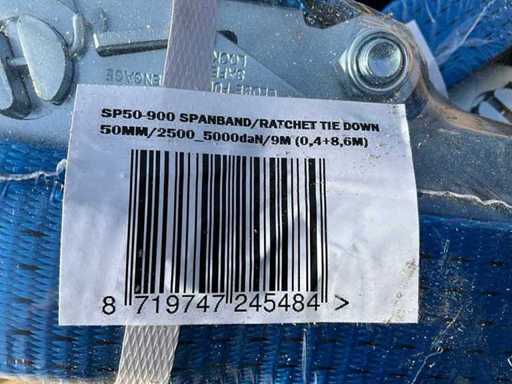 SP50-900 SPANBAND/RATCHET TIE DOWN
50MM/2500_5000daN/9M (0,4+8,6M)
8 719747 245484 >